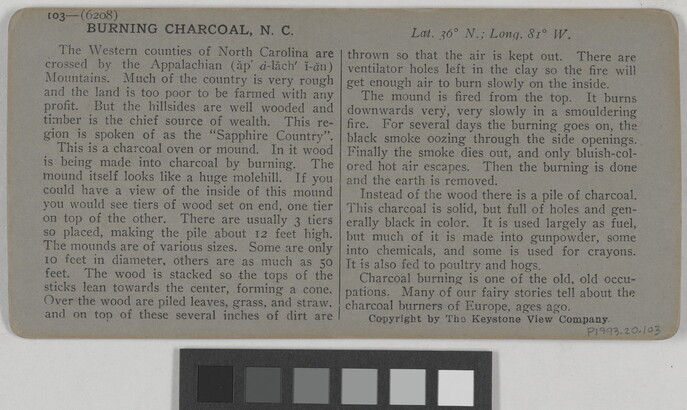 103—(6208)
BURNING CHARCOAL, N. C.
Lat. 36° N.; Long. 81° W.
The Western counties of North Carolina are
crossed by the Appalachian (ăp' å-lăch' ĭ-ăn)
Mountains. Much of the country is very rough
and the land is too poor to be farmed with any
profit. But the hillsides are well wooded and
timber is the chief source of wealth. This re-
gion is spoken of as the "Sapphire Country".
This is a charcoal oven or mound. In it wood
is being made into charcoal by burning. The
mound itself looks like a huge molehill. If you
could have a view of the inside of this mound
you would see tiers of wood set on end, one tier
on top of the other. There are usually 3 tiers
so placed, making the pile about 12 feet high.
The mounds are of various sizes. Some are only
10 feet in diameter, others are as much as 50
feet. The wood is stacked so the tops of the
sticks lean towards the center, forming a cone.
Over the wood are piled leaves, grass, and straw,
and on top of these several inches of dirt are
thrown so that the air is kept out. There are
ventilator holes left in the clay so the fire will
get enough air to burn slowly on the inside.
The mound is fired from the top. It burns
downwards very, very slowly in a smouldering
fire. For several days the burning goes on, the
black smoke oozing through the side openings.
Finally the smoke dies out, and only bluish-col-
ored hot air escapes. Then the burning is done
and the earth is removed.
Instead of the wood there is a pile of charcoal.
This charcoal is solid, but full of holes and gen-
erally black in color. It is used largely as fuel,
but much of it is made into gunpowder, some
into chemicals, and some is used for crayons.
It is also fed to poultry and hogs.
Charcoal burning is one of the old, old occu-
pations. Many of our fairy stories tell about the
charcoal burners of Europe, ages ago.
Copyright by The Keystone View Company.
P1993.20.103